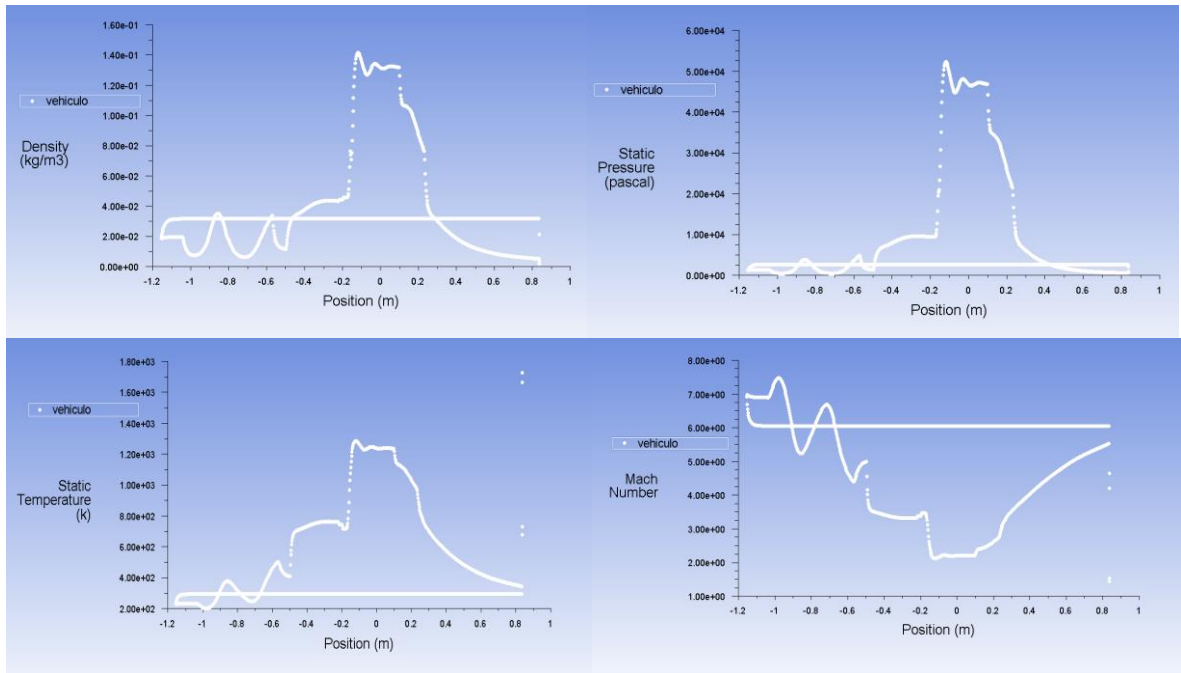 1.60e-01
1.40e-01
1.20e-01
1.00e-01
8.00e-02
6.00e-02
4.00e-02
2.00e-02
0.00e+00
vehiculo
Density
(kg/m3)
-1.2 -1 -0.8 -0.6 -0.4 -0.2 0 0.2 0.4 0.6 0.8 1
Position (m)
6.00e+04
5.00e+04
4.00e+04
3.00e+04
2.00e+04
1.00e+04
0.00e+00
vehiculo
Static
Pressure
(pascal)
-1.2 -1 -0.8 -0.6 -0.4 -0.2 0 0.2 0.4 0.6 0.8 1
Position (m)
1.80e+03
1.60e+03
1.40e+03
1.20e+03
1.00e+03
8.00e+02
6.00e+02
4.00e+02
2.00e+02
vehiculo
Static
Temperature
(k)
-1.2 -1 -0.8 -0.6 -0.4 -0.2 0 0.2 0.4 0.6 0.8 1
Position (m)
8.00e+00
7.00e+00
6.00e+00
5.00e+00
4.00e+00
3.00e+00
2.00e+00
1.00e+00
vehiculo
Mach
Number
-1.2 -1 -0.8 -0.6 -0.4 -0.2 0 0.2 0.4 0.6 0.8 1
Position (m)